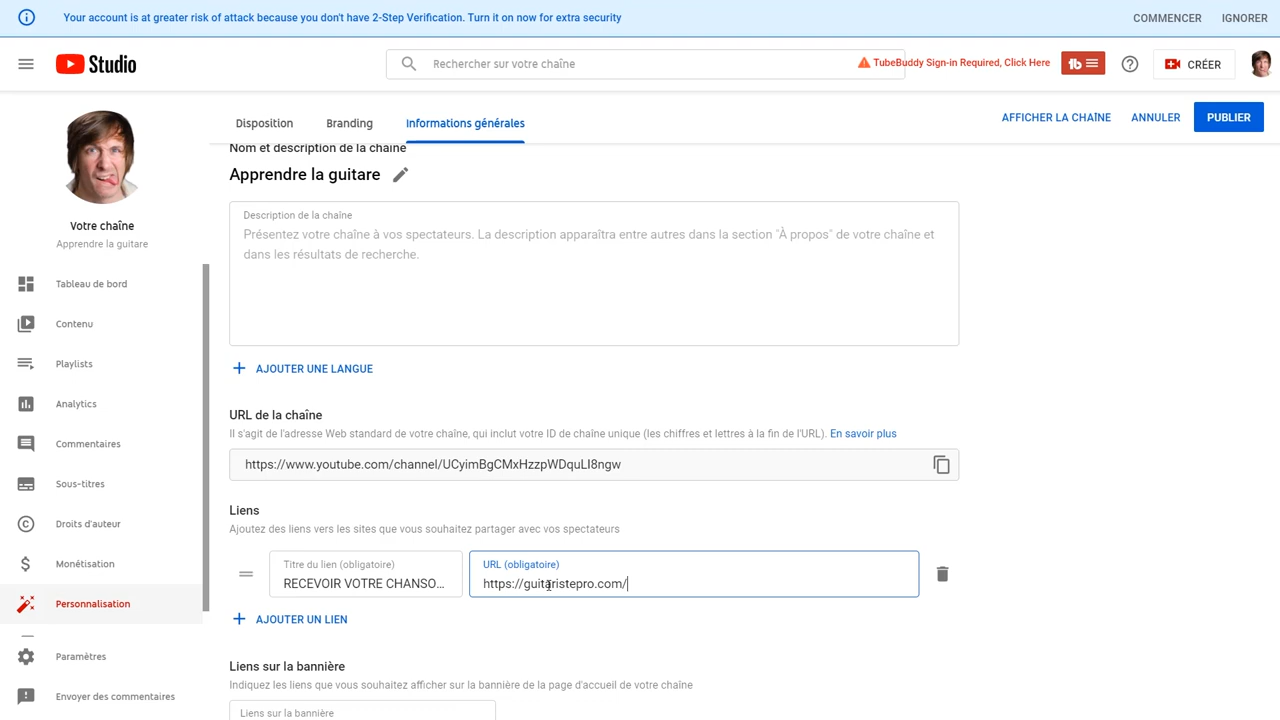 Your account is at greater risk of attack because you don't have 2-Step Verification. Turn it on now for extra security
COMMENCER
IGNORER
Studio
Rechercher sur votre chaîne
TubeBuddy Sign-in Required, Click Here
tb
CRÉER
Disposition
Branding
Informations générales
AFFICHER LA CHAÎNE
ANNULER
PUBLIER
Votre chaîne
Apprendre la guitare
Tableau de bord
Contenu
Playlists
Analytics
Commentaires
Sous-titres
Droits d'auteur
Monétisation
Personnalisation
Paramètres
Envoyer des commentaires
Nom et description de la chaîne
Apprendre la guitare
Description de la chaîne
Présentez votre chaîne à vos spectateurs. La description apparaîtra entre autres dans la section "À propos" de votre chaîne et
dans les résultats de recherche.
AJOUTER UNE LANGUE
URL de la chaîne
Il s'agit de l'adresse Web standard de votre chaîne, qui inclut votre ID de chaîne unique (les chiffres et lettres à la fin de l'URL). En savoir plus
https://www.youtube.com/channel/UCyimBgCMxHzzpWDquLI8ngw
Liens
Ajoutez des liens vers les sites que vous souhaitez partager avec vos spectateurs
Titre du lien (obligatoire)
RECEVOIR VOTRE CHANSO...
URL (obligatoire)
https://guitaristepro.com/
AJOUTER UN LIEN
Liens sur la bannière
Indiquez les liens que vous souhaitez afficher sur la bannière de la page d'accueil de votre chaîne
Liens sur la bannière